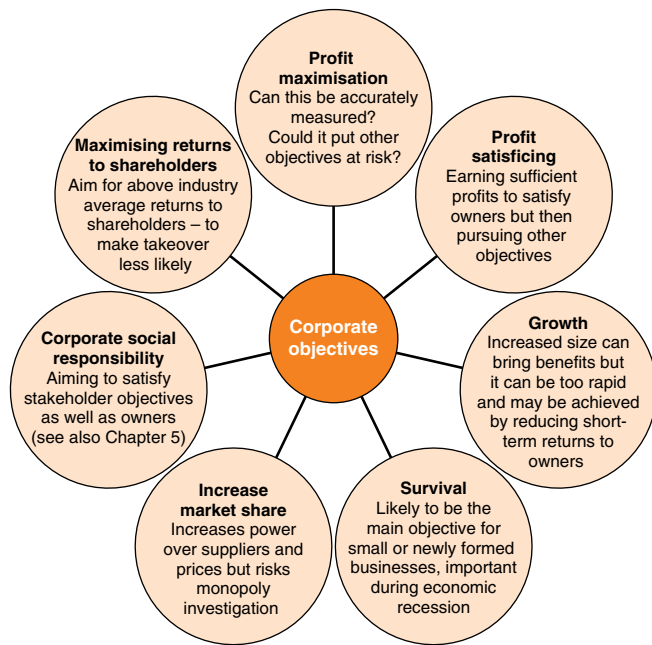 Profit
maximisation
Can this be accurately
measured?
Could it put other
objectives at risk?
Profit
satisficing
Earning sufficient
profits to satisfy
owners but then
pursuing other
objectives
Growth
Increased size can
bring benefits but
it can be too rapid
and may be achieved
by reducing short-
term returns to
owners
Survival
Likely to be the
main objective for
small or newly formed
businesses, important
during economic
recession
Increase
market share
Increases power
over suppliers and
prices but risks
monopoly
investigation
Corporate social
responsibility
Aiming to satisfy
stakeholder objectives
as well as owners
(see also Chapter 5)
Maximising returns
to shareholders
Aim for above industry
average returns to
shareholders – to
make takeover
less likely
Corporate
objectives